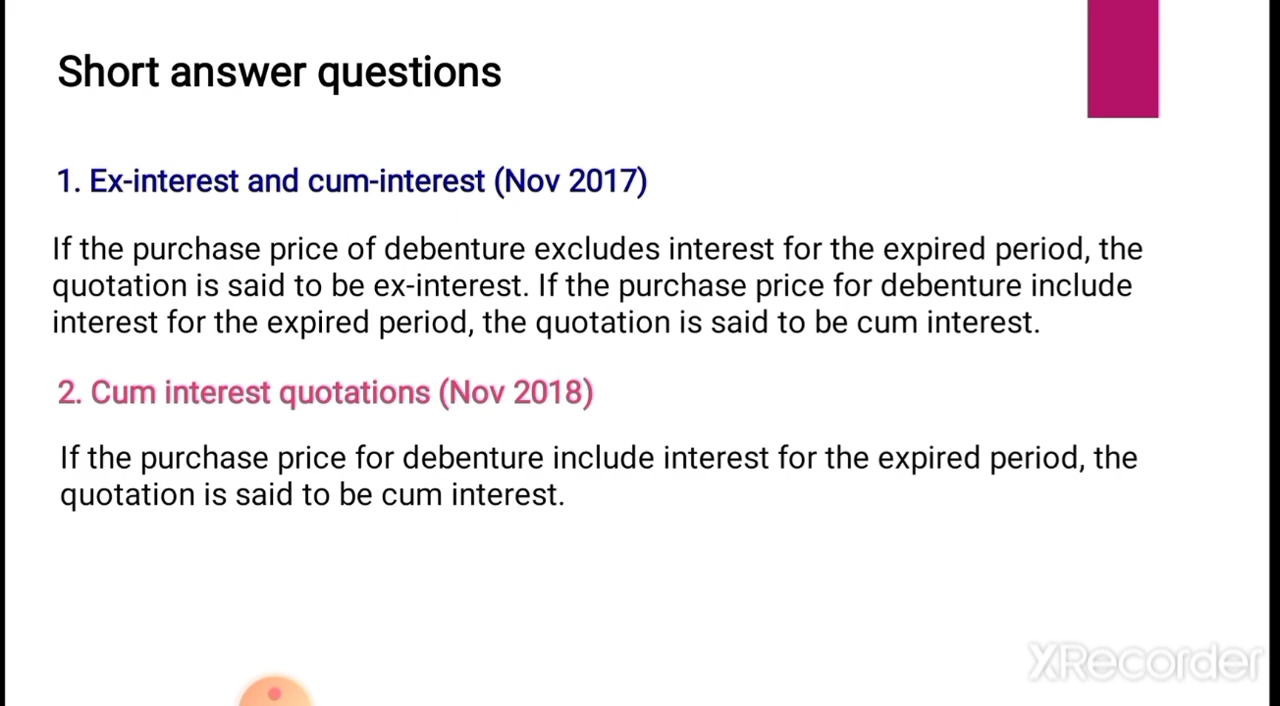 Short answer questions
1. Ex-interest and cum-interest (Nov 2017)
If the purchase price of debenture excludes interest for the expired period, the
quotation is said to be ex-interest. If the purchase price for debenture include
interest for the expired period, the quotation is said to be cum interest.
2. Cum interest quotations (Nov 2018)
If the purchase price for debenture include interest for the expired period, the
quotation is said to be cum interest.
XRecorder